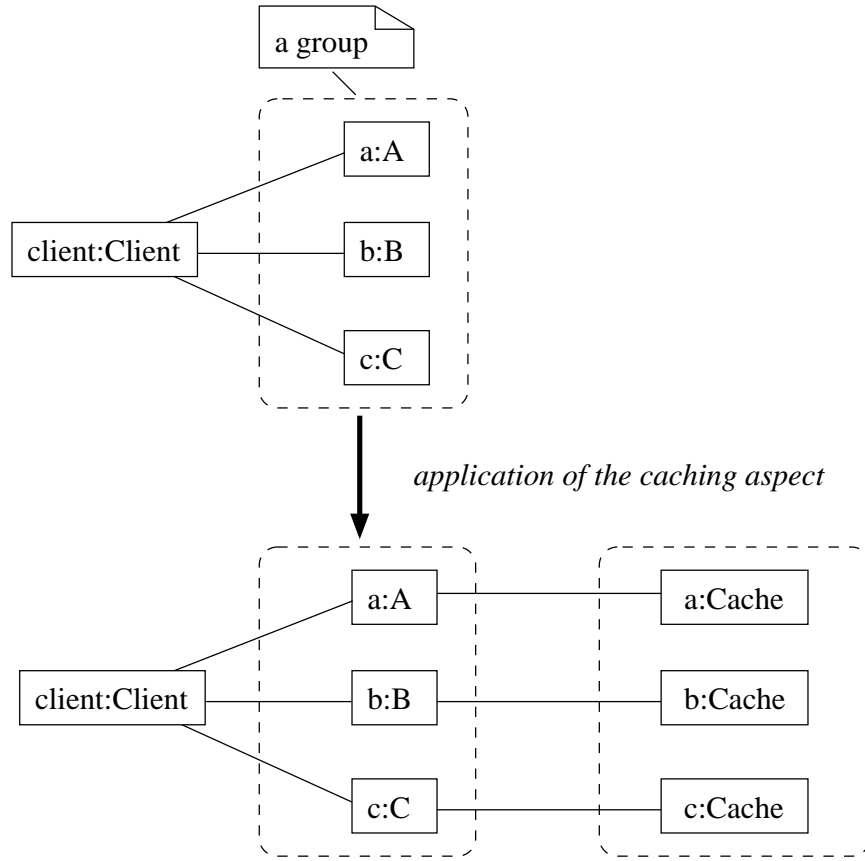 a group
a:A
client:Client
b:B
c:C
application of the caching aspect
a:A
a:Cache
client:Client
b:B
b:Cache
c:C
c:Cache